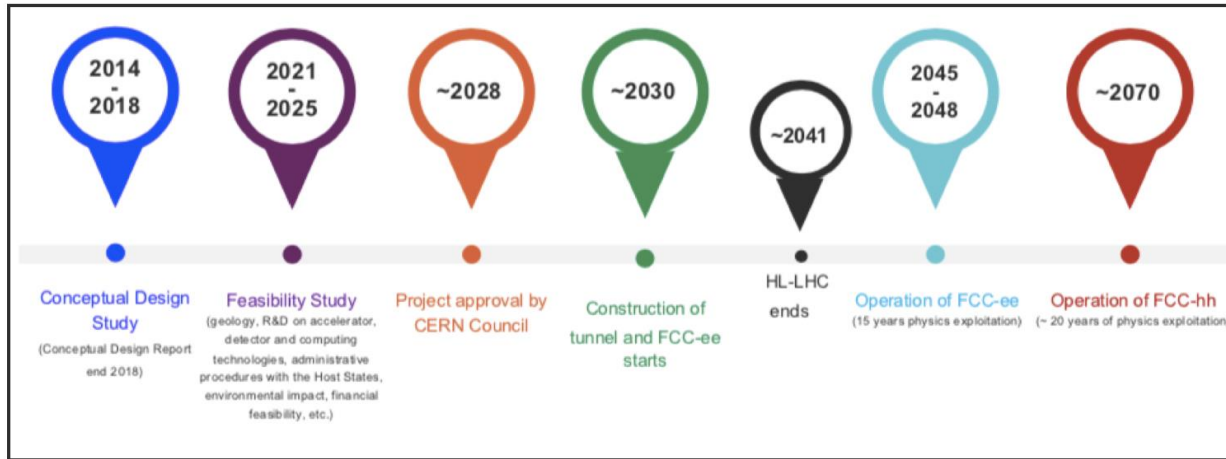 2014
-
2018
2021
-
2025
~2028
~2030
~2041
2045
-
2048
~2070
Conceptual Design
Study
(Conceptual Design Report
end 2018)
Feasibility Study
(geology, R&D on accelerator,
detector and computing
technologies, administrative
procedures with the Host States,
environmental impact, financial
feasibility, etc.)
Project approval by
CERN Council
Construction of
tunnel and FCC-ee
starts
HL-LHC
ends
Operation of FCC-ee
(15 years physics exploitation)
Operation of FCC-hh
(~ 20 years of physics exploitation